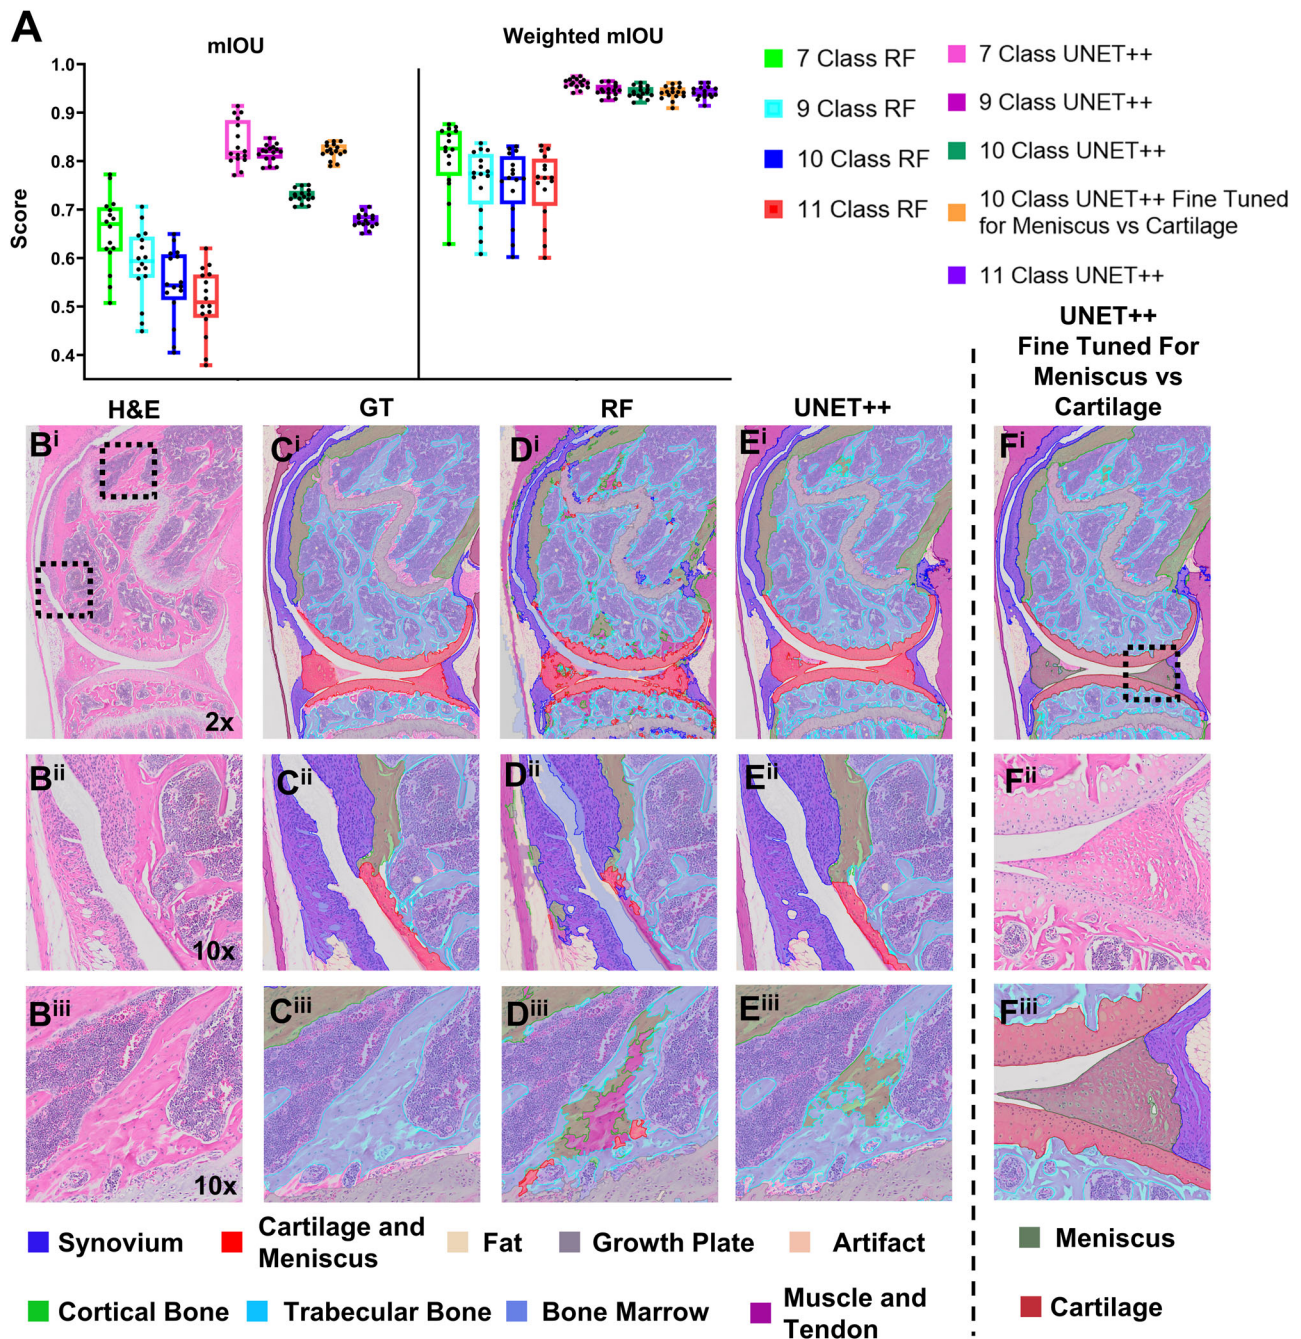 A
mIOU
Weighted mIOU
Score
1.0
0.9
0.8
0.7
0.6
0.5
0.4
7 Class RF
9 Class RF
10 Class RF
11 Class RF
7 Class UNET++
9 Class UNET++
10 Class UNET++
10 Class UNET++ Fine Tuned
for Meniscus vs Cartilage
11 Class UNET++
H&E
GT
RF
UNET++
UNET++
Fine Tuned For
Meniscus vs
Cartilage
Bi
2x
Ci
Di
Ei
Fi
Bii
10x
Cii
Dii
Eii
Fii
Biii
10x
Ciii
Diii
Eiii
Fiii
Synovium
Cartilage and
Meniscus
Fat
Growth Plate
Artifact
Meniscus
Cortical Bone
Trabecular Bone
Bone Marrow
Muscle and
Tendon
Cartilage